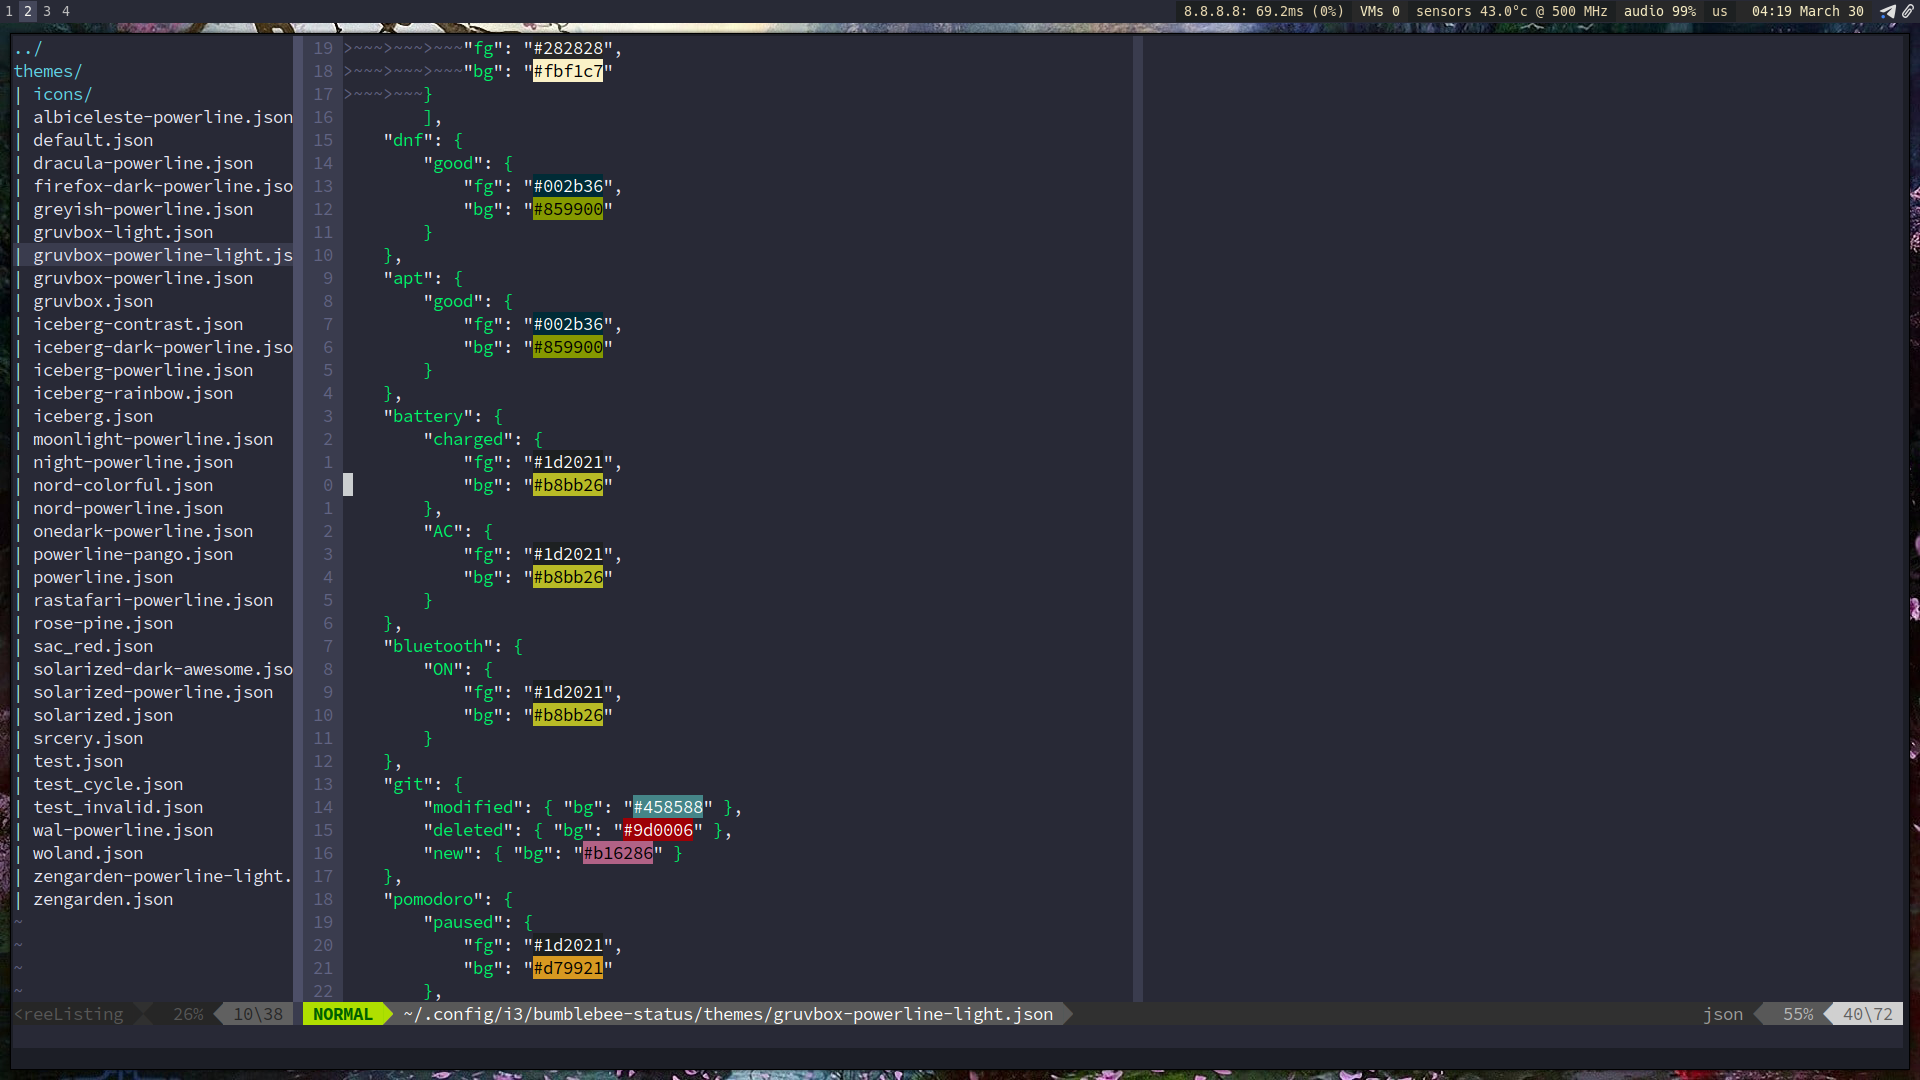 1 2 3 4
8.8.8.8: 69.2ms (0%) VMs 0 sensors 43.0°c @ 500 MHz audio 99% us 04:19 March 30
../
themes/
| icons/
| albiceleste-powerline.json
| default.json
| dracula-powerline.json
| firefox-dark-powerline.jso
| greyish-powerline.json
| gruvbox-light.json
| gruvbox-powerline-light.js
| gruvbox-powerline.json
| gruvbox.json
| iceberg-contrast.json
| iceberg-dark-powerline.jso
| iceberg-powerline.json
| iceberg-rainbow.json
| iceberg.json
| moonlight-powerline.json
| night-powerline.json
| nord-colorful.json
| nord-powerline.json
| onedark-powerline.json
| powerline-pango.json
| powerline.json
| rastafari-powerline.json
| rose-pine.json
| sac_red.json
| solarized-dark-awesome.jso
| solarized-powerline.json
| solarized.json
| srcery.json
| test.json
| test_cycle.json
| test_invalid.json
| wal-powerline.json
| woland.json
| zengarden-powerline-light.
| zengarden.json
~
~
~
~
19 >~~~>~~~>~~~"fg": "#282828",
18 >~~~>~~~>~~~"bg": "#fbf1c7"
17 >~~~>~~~}
16 ],
15 "dnf": {
14 "good": {
13 "fg": "#002b36",
12 "bg": "#859900"
11 }
10 },
9 "apt": {
8 "good": {
7 "fg": "#002b36",
6 "bg": "#859900"
5 }
4 },
3 "battery": {
2 "charged": {
1 "fg": "#1d2021",
0 "bg": "#b8bb26"
1 },
2 "AC": {
3 "fg": "#1d2021",
4 "bg": "#b8bb26"
5 }
6 },
7 "bluetooth": {
8 "ON": {
9 "fg": "#1d2021",
10 "bg": "#b8bb26"
11 }
12 },
13 "git": {
14 "modified": { "bg": "#458588" },
15 "deleted": { "bg": "#9d0006" },
16 "new": { "bg": "#b16286" }
17 },
18 "pomodoro": {
19 "paused": {
20 "fg": "#1d2021",
21 "bg": "#d79921"
22 },
<reeListing 26% 10\38 NORMAL ~/.config/i3/bumblebee-status/themes/gruvbox-powerline-light.json json 55% 40\72